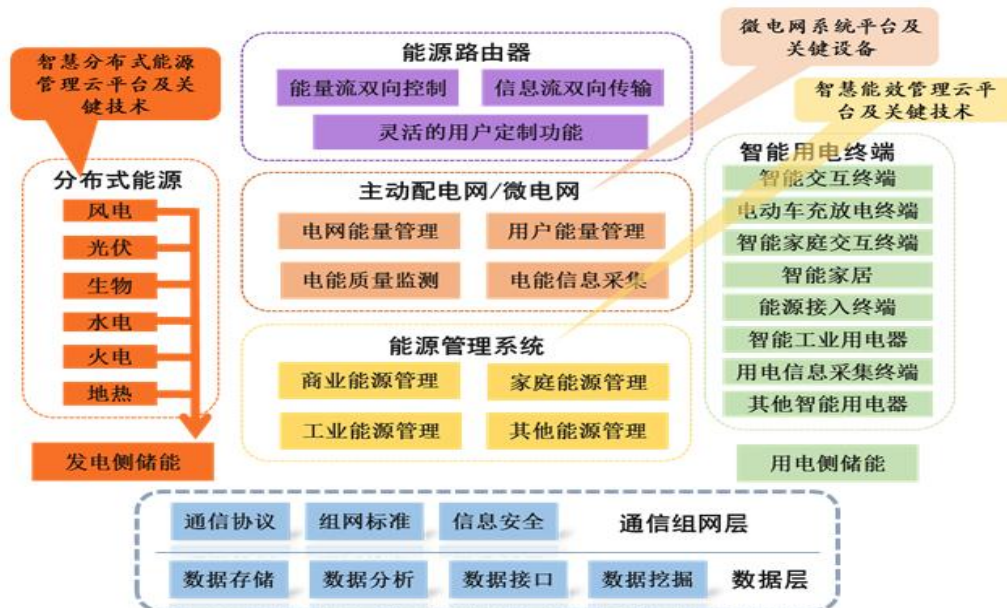 智慧分布式能源
管理云平台及关
键技术
分布式能源
风电
光伏
生物
水电
火电
地热
发电侧储能
能源路由器
能量流双向控制
信息流双向传输
灵活的用户定制功能
微电网系统平台及
关键设备
智慧能效管理云平
台及关键技术
主动配电网/微电网
电网能量管理
用户能量管理
电能质量监测
电能信息采集
能源管理系统
商业能源管理
家庭能源管理
工业能源管理
其他能源管理
智能用电终端
智能交互终端
电动车充放电终端
智能家庭交互终端
智能家居
能源接入终端
智能工业用电器
用电信息采集终端
其他智能用电器
用电侧储能
通信协议
组网标准
信息安全
通信组网层
数据存储
数据分析
数据接口
数据挖掘
数据层